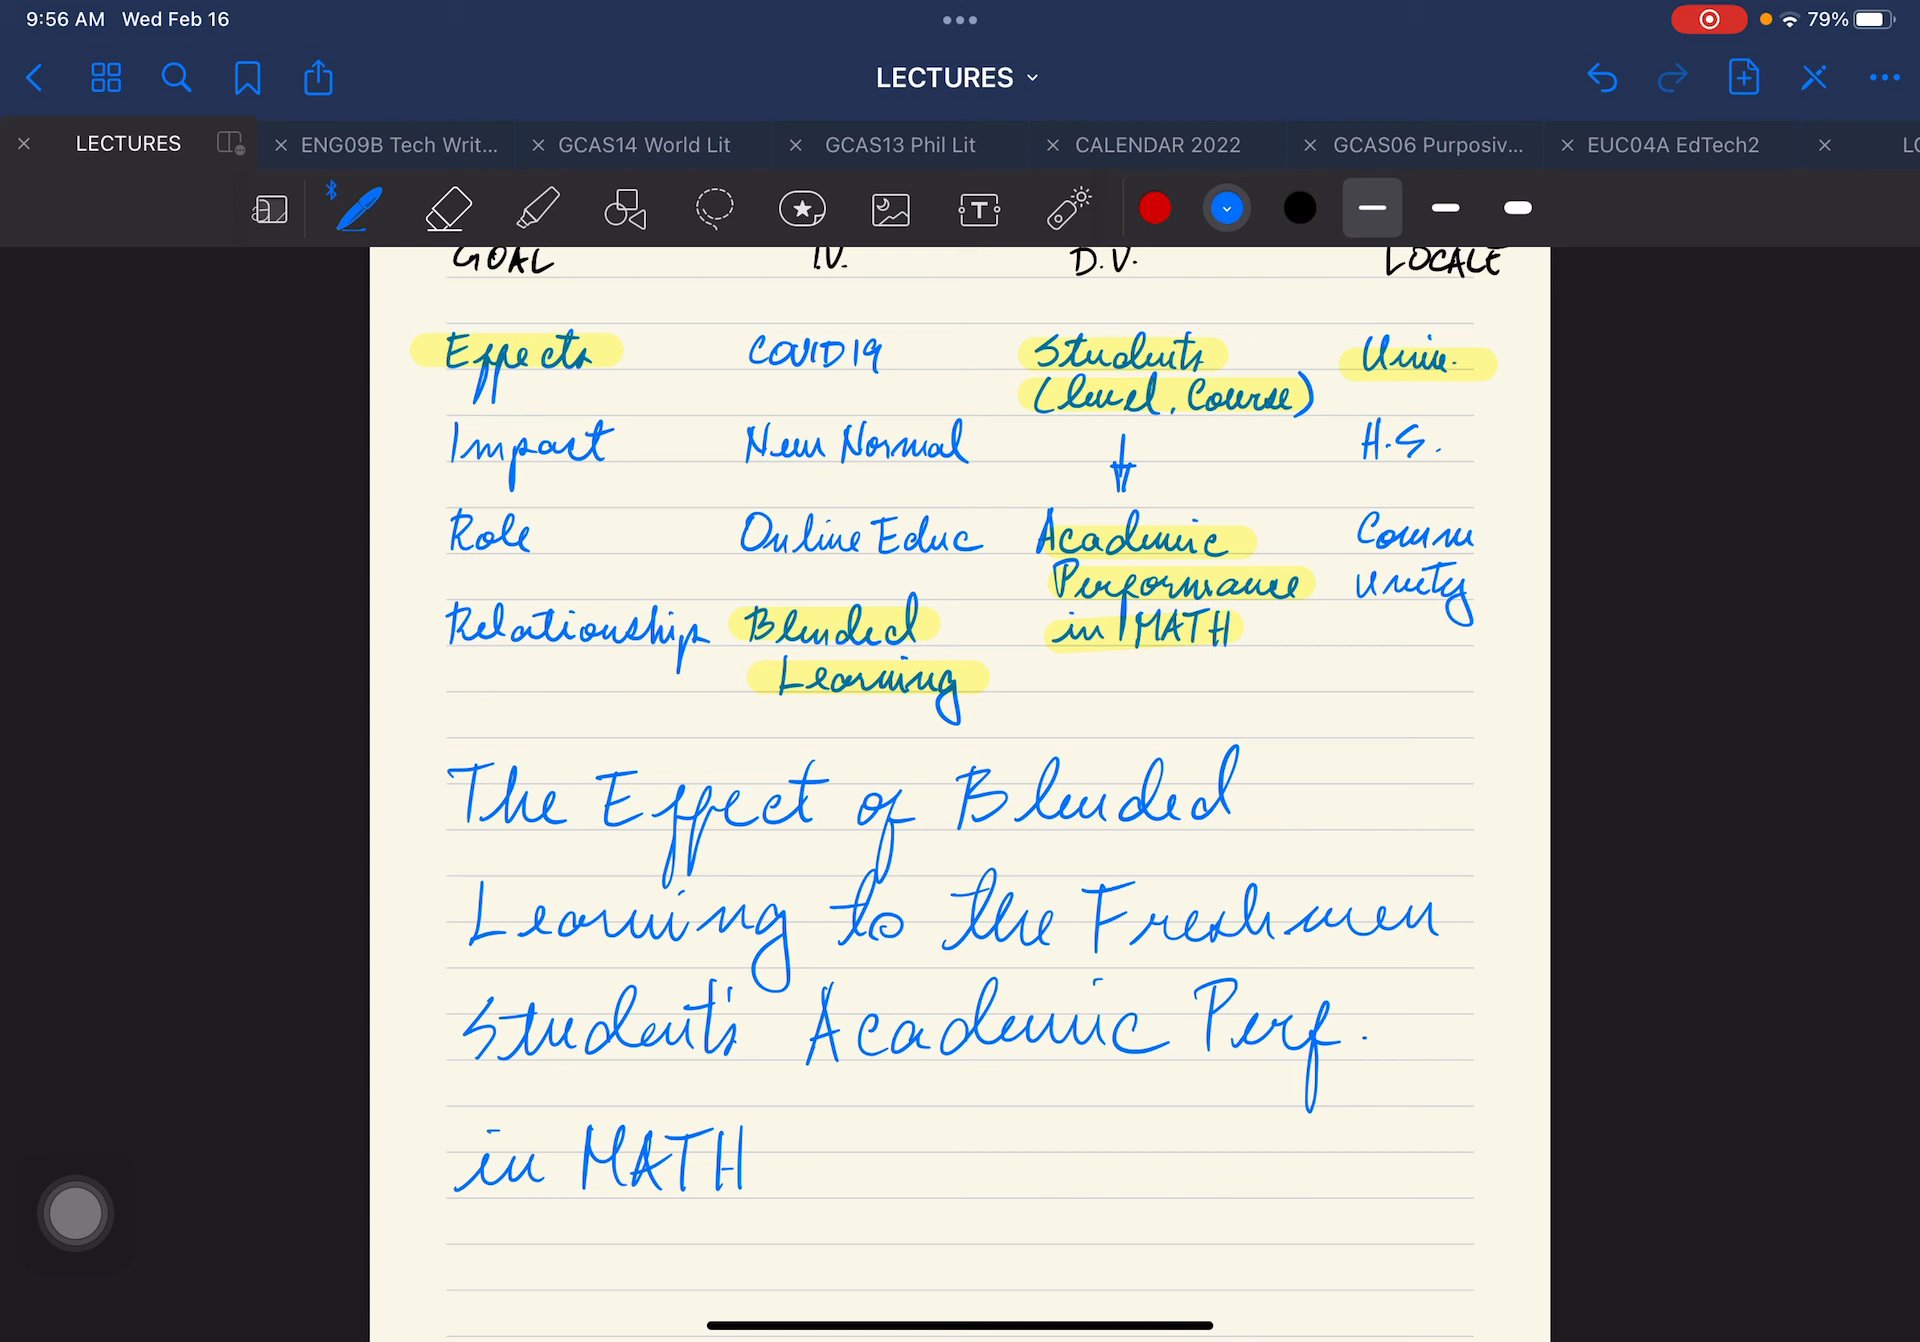 9:56 AM Wed Feb 16 79%
LECTURES
LECTURES ENG09B Tech Writ... GCAS14 World Lit GCAS13 Phil Lit CALENDAR 2022 GCAS06 Purposiv... EUC04A EdTech2 LC
T
GOAL I.V. D.V. LOCALE
Effects COVID19 Students Univ.
(level, Course)
Impact New Normal H.S.
Role Online Educ Academic Comm
Performance unity
Relationship Blended in MATH
Learning
The Effect of Blended
Learning to the Freshmen
Students' Academic Perf.
in MATH